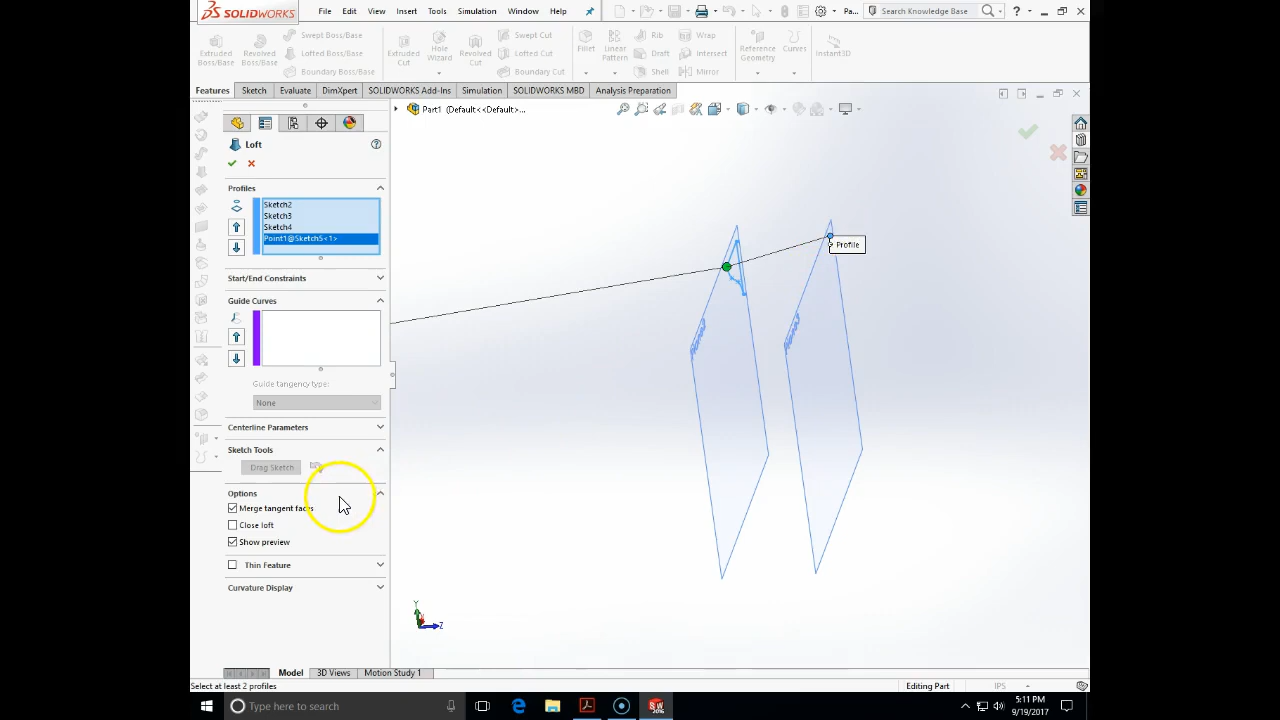 SOLIDWORKS File Edit View Insert Tools Simulation Window Help Pa... Search Knowledge Base ?
Extruded Boss/Base Revolved Boss/Base Swept Boss/Base Lofted Boss/Base Boundary Boss/Base Extruded Cut Hole Wizard Revolved Cut Swept Cut Lofted Cut Boundary Cut Fillet Linear Pattern Rib Draft Shell Wrap Intersect Mirror Reference Geometry Curves Instant3D
Features Sketch Evaluate DimXpert SOLIDWORKS Add-Ins Simulation SOLIDWORKS MBD Analysis Preparation
Part1 (Default<<Default>...
Loft
Profiles
Sketch2
Sketch3
Sketch4
Point1@Sketch5<1>
Profile
Start/End Constraints
Guide Curves
Guide tangency type:
None
Centerline Parameters
Sketch Tools
Drag Sketch
Options
Merge tangent faces
Close loft
Show preview
Thin Feature
Curvature Display
Y
Z
Model 3D Views Motion Study 1
Select at least 2 profiles Editing Part IPS -
Type here to search 5:11 PM
9/19/2017